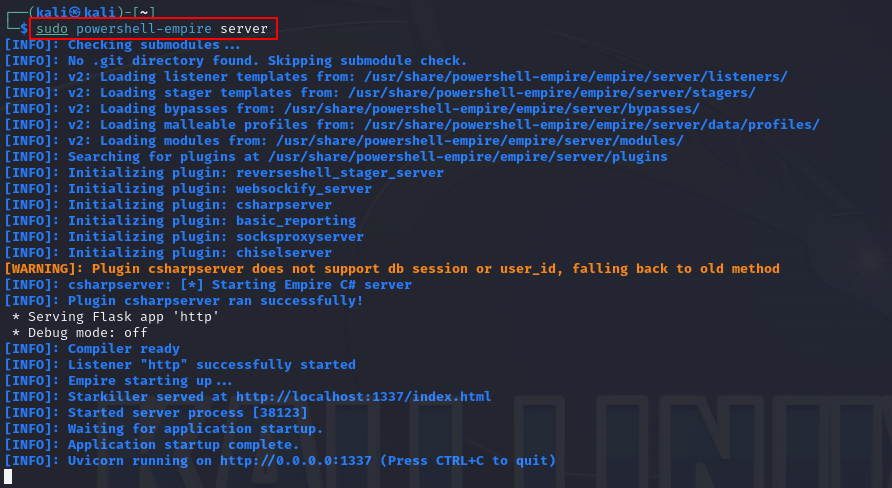 ┌──(kali㉿kali)-[~]
└─$ sudo powershell-empire server
[INFO]: Checking submodules...
[INFO]: No .git directory found. Skipping submodule check.
[INFO]: v2: Loading listener templates from: /usr/share/powershell-empire/empire/server/listeners/
[INFO]: v2: Loading stager templates from: /usr/share/powershell-empire/empire/server/stagers/
[INFO]: v2: Loading bypasses from: /usr/share/powershell-empire/empire/server/bypasses/
[INFO]: v2: Loading malleable profiles from: /usr/share/powershell-empire/empire/server/data/profiles/
[INFO]: v2: Loading modules from: /usr/share/powershell-empire/empire/server/modules/
[INFO]: Searching for plugins at /usr/share/powershell-empire/empire/server/plugins
[INFO]: Initializing plugin: reverseshell_stager_server
[INFO]: Initializing plugin: websockify_server
[INFO]: Initializing plugin: csharpserver
[INFO]: Initializing plugin: basic_reporting
[INFO]: Initializing plugin: socksproxyserver
[INFO]: Initializing plugin: chiselserver
[WARNING]: Plugin csharpserver does not support db session or user_id, falling back to old method
[INFO]: csharpserver: [*] Starting Empire C# server
[INFO]: Plugin csharpserver ran successfully!
 * Serving Flask app 'http'
 * Debug mode: off
[INFO]: Compiler ready
[INFO]: Listener "http" successfully started
[INFO]: Empire starting up...
[INFO]: Starkiller served at http://localhost:1337/index.html
[INFO]: Started server process [38123]
[INFO]: Waiting for application startup.
[INFO]: Application startup complete.
[INFO]: Uvicorn running on http://0.0.0.0:1337 (Press CTRL+C to quit)